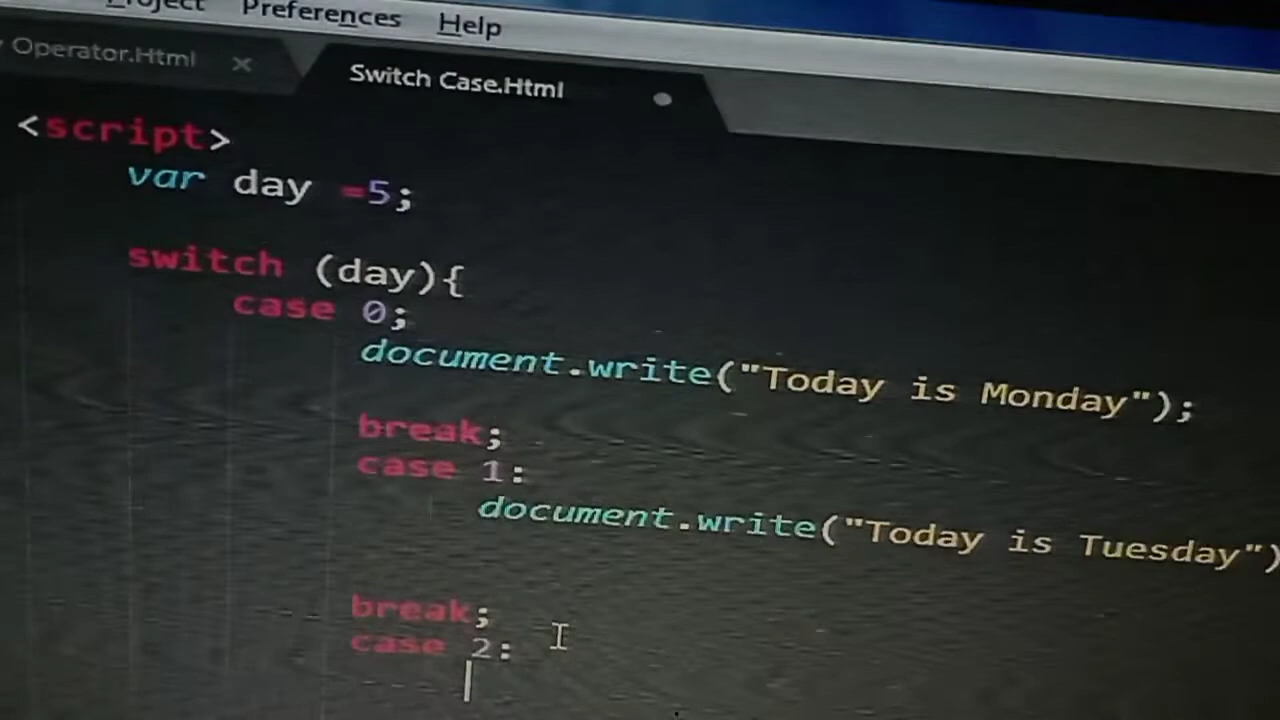 Project Preferences Help
Operator.Html Switch Case.Html
<script>
var day =5;
switch (day){
case 0;
document.write("Today is Monday");
break;
case 1:
document.write("Today is Tuesday")
break;
case 2: